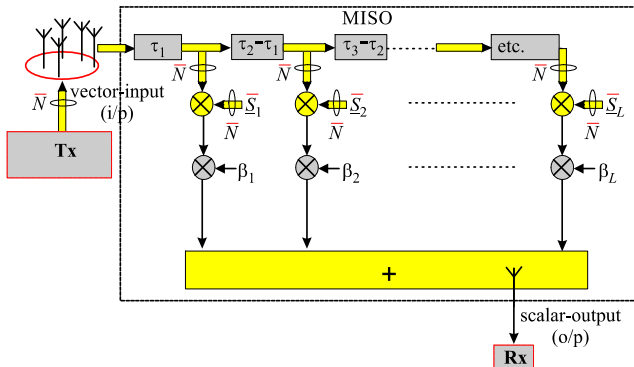 MISO
τ1 τ2−τ1 τ3−τ2 etc.
N̅ N̅ N̅ N̅
vector-input
(i/p)
S̲̅1 S̲̅2 S̲̅L
N̅ N̅ N̅
Tx
β1 β2 βL
+
scalar-output
(o/p)
Rx